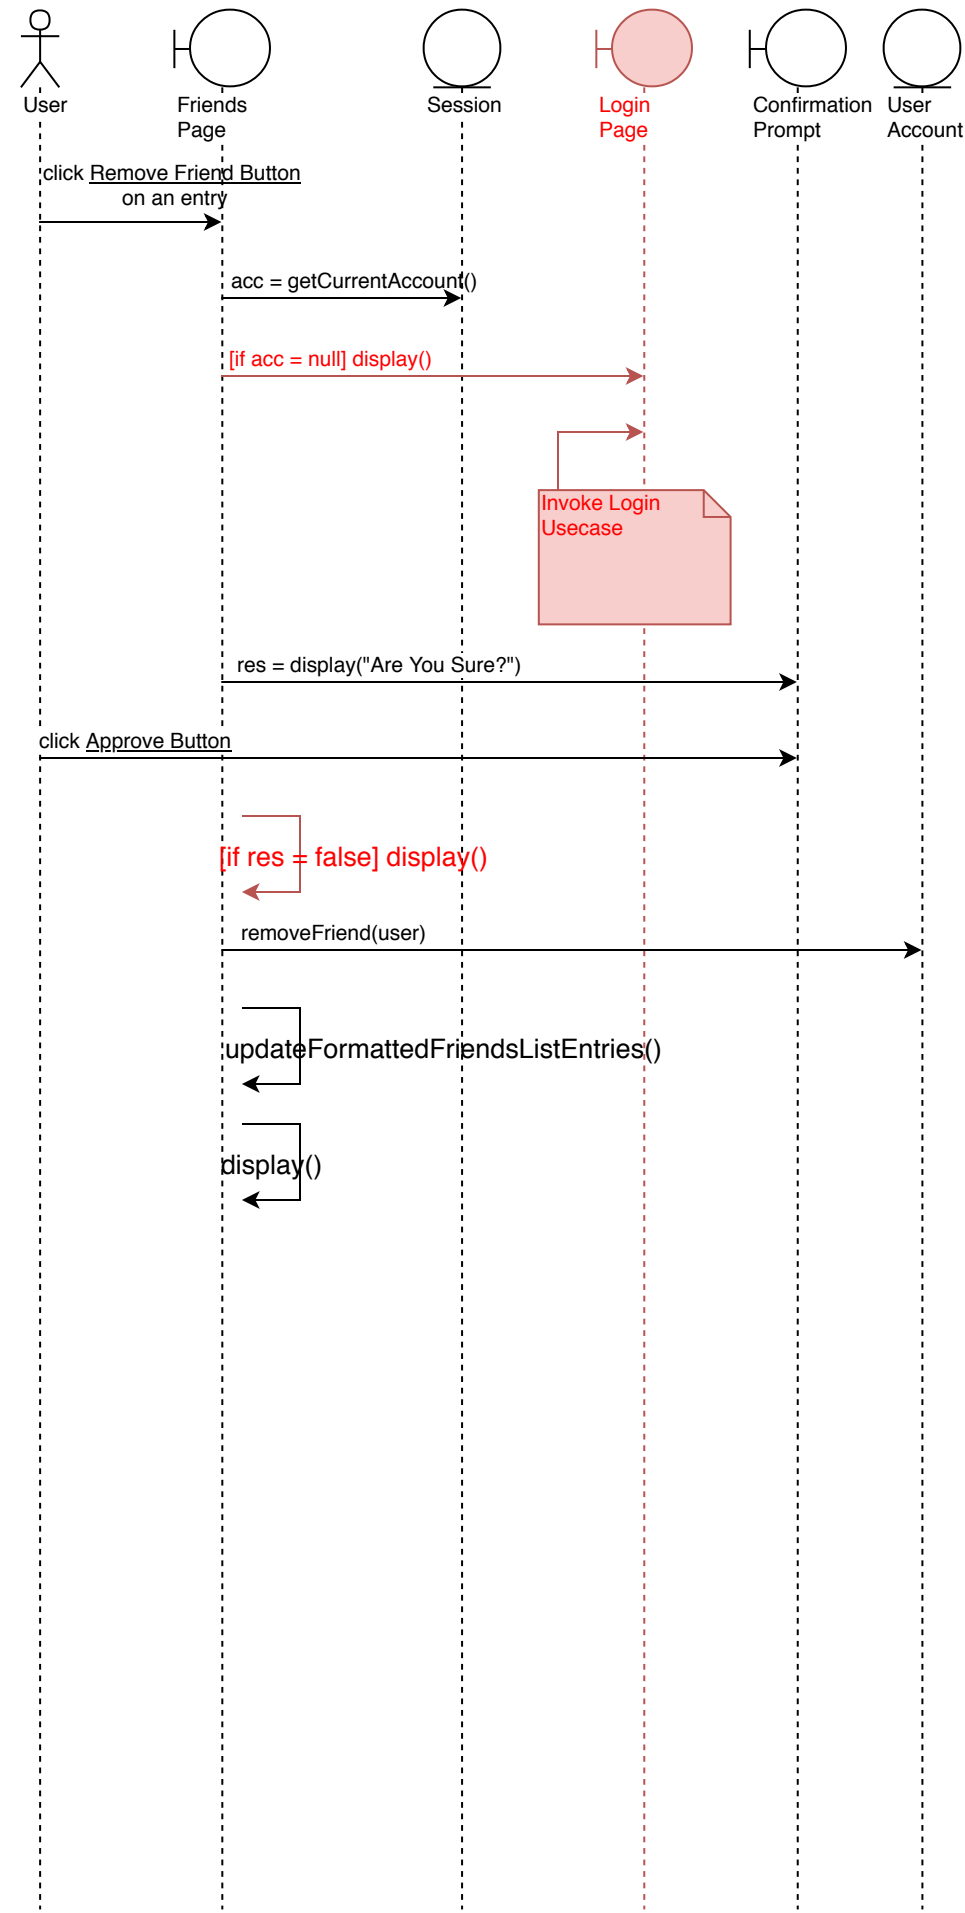 User
Friends
Page
Session
Login
Page
Confirmation
Prompt
User
Account
click Remove Friend Button
on an entry
acc = getCurrentAccount()
[if acc = null] display()
Invoke Login
Usecase
res = display("Are You Sure?")
click Approve Button
[if res = false] display()
removeFriend(user)
updateFormattedFriendsListEntries()
display()